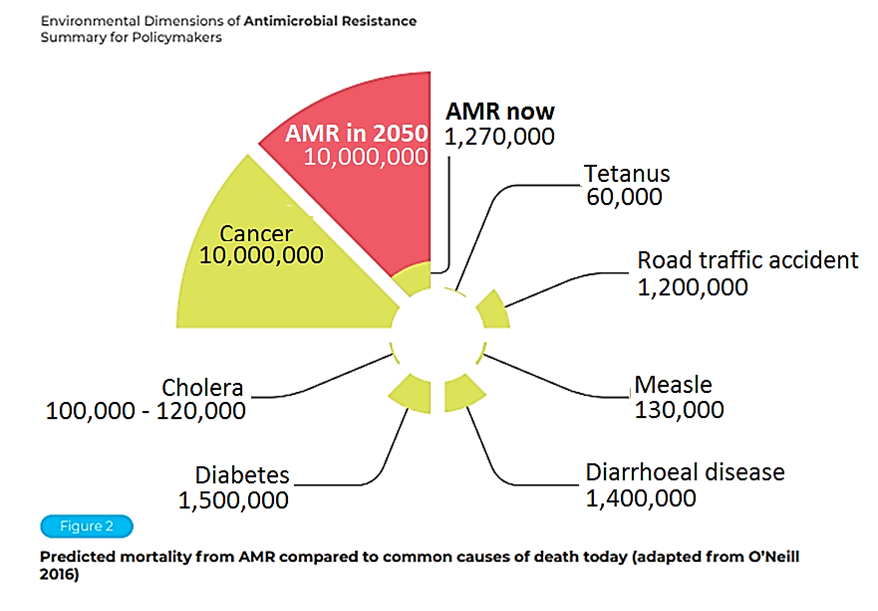 Environmental Dimensions of Antimicrobial Resistance
Summary for Policymakers
AMR in 2050
10,000,000
AMR now
1,270,000
Tetanus
60,000
Cancer
10,000,000
Road traffic accident
1,200,000
Cholera
100,000 - 120,000
Measle
130,000
Diabetes
1,500,000
Diarrhoeal disease
1,400,000
Figure 2
Predicted mortality from AMR compared to common causes of death today (adapted from O’Neill
2016)